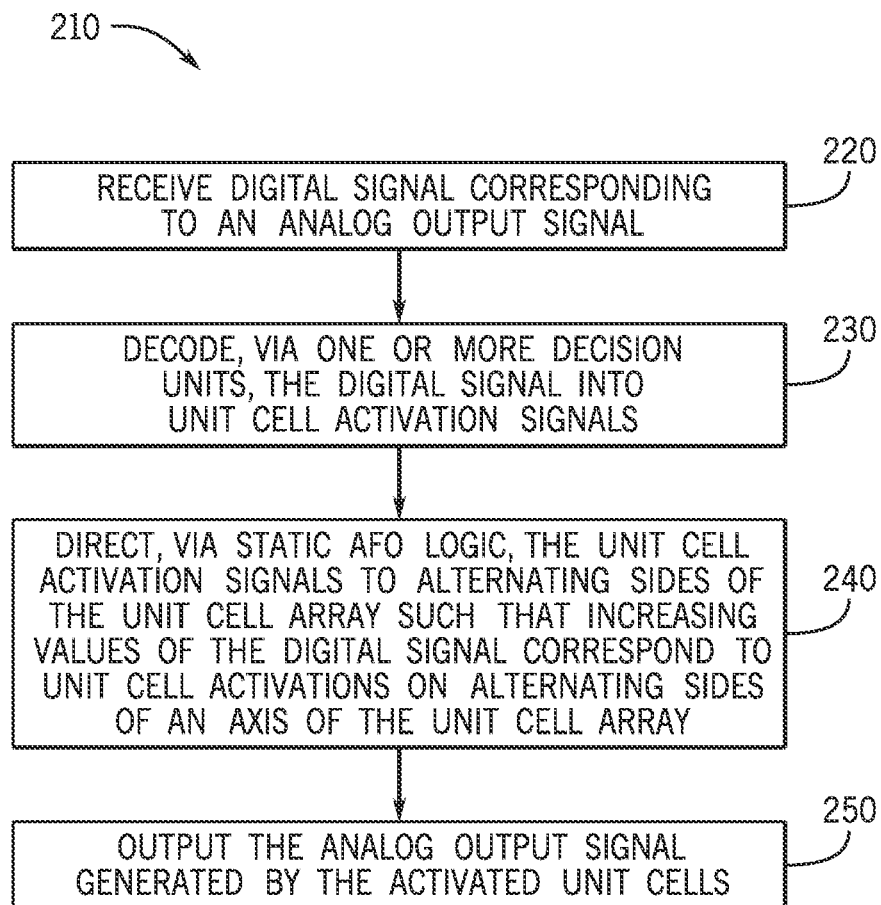 210
220
RECEIVE DIGITAL SIGNAL CORRESPONDING
TO AN ANALOG OUTPUT SIGNAL
230
DECODE, VIA ONE OR MORE DECISION
UNITS, THE DIGITAL SIGNAL INTO
UNIT CELL ACTIVATION SIGNALS
240
DIRECT, VIA STATIC AFO LOGIC, THE UNIT CELL
ACTIVATION SIGNALS TO ALTERNATING SIDES OF
THE UNIT CELL ARRAY SUCH THAT INCREASING
VALUES OF THE DIGITAL SIGNAL CORRESPOND TO
UNIT CELL ACTIVATIONS ON ALTERNATING SIDES
OF AN AXIS OF THE UNIT CELL ARRAY
250
OUTPUT THE ANALOG OUTPUT SIGNAL
GENERATED BY THE ACTIVATED UNIT CELLS